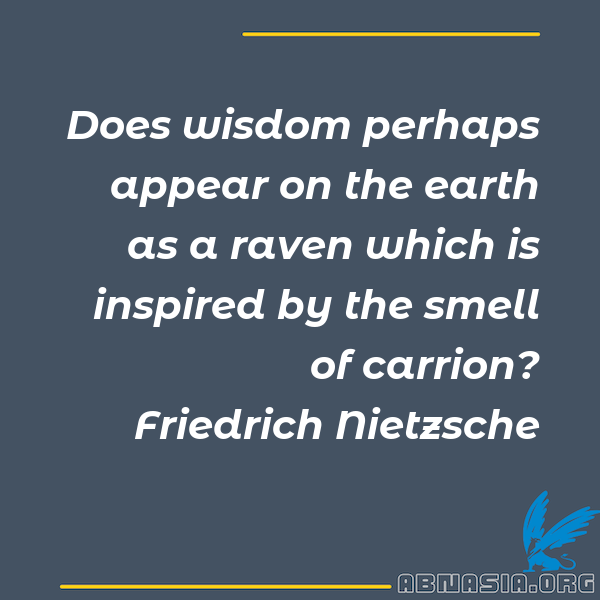 Does wisdom perhaps
appear on the earth
as a raven which is
inspired by the smell
of carrion?
Friedrich Nietzsche
ABNASIA.ORG